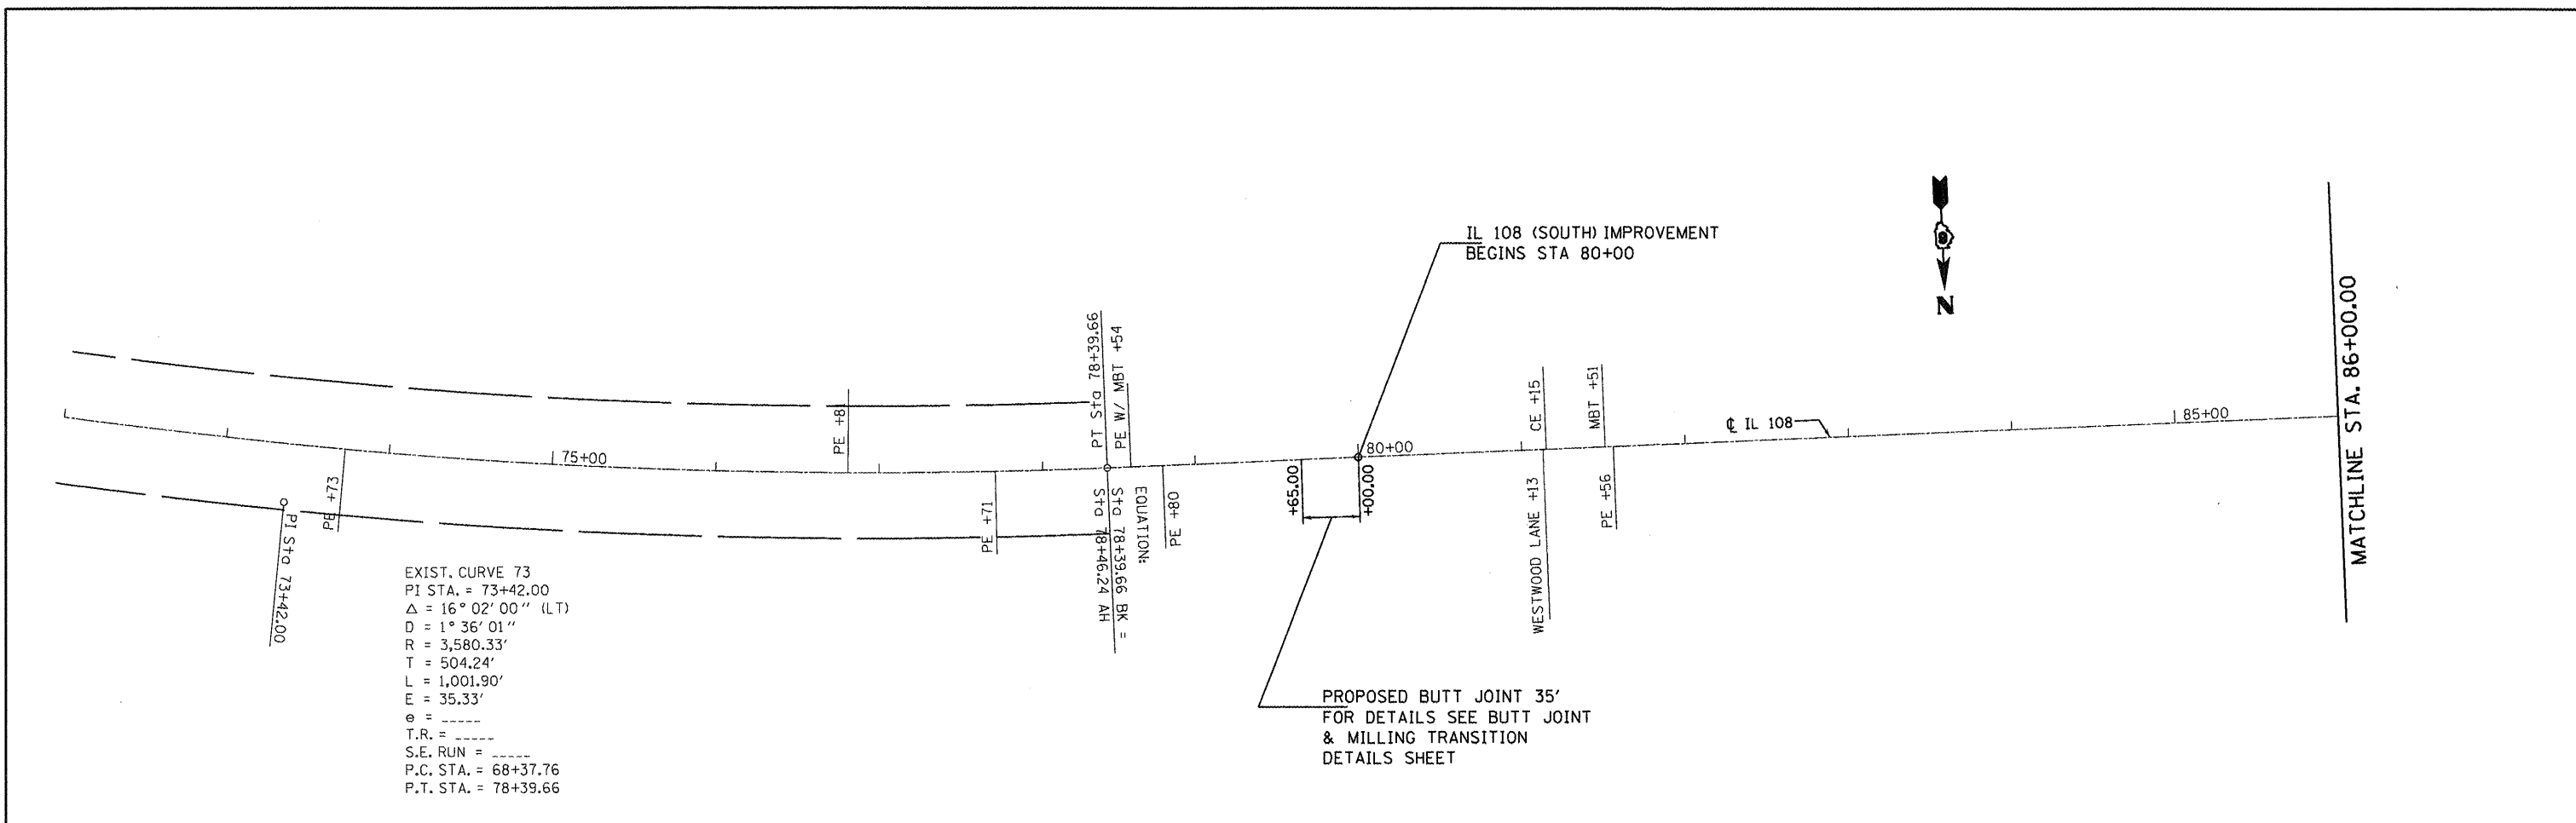 IL 108 (SOUTH) IMPROVEMENT
BEGINS STA 80+00
N
MATCHLINE STA. 86+00.00
PT Sta 78+39.66
PE /W MBT +54
PE +8
CE +15
MBT +51
℄ IL 108
85+00
80+00
75+00
PE +73
PI Sta 73+42.00
PE +71
EQUATION:
Sta 78+39.66 BK =
Sta 78+46.24 AH
PE +80
+65.00
+00.00
WESTWOOD LANE +13
PE +56
EXIST. CURVE 73
PI STA. = 73+42.00
Δ = 16° 02' 00" (LT)
D = 1° 36' 01"
R = 3,580.33'
T = 504.24'
L = 1,001.90'
E = 35.33'
e = _____
T.R. = _____
S.E. RUN = _____
P.C. STA. = 68+37.76
P.T. STA. = 78+39.66
PROPOSED BUTT JOINT 35'
FOR DETAILS SEE BUTT JOINT
& MILLING TRANSITION
DETAILS SHEET